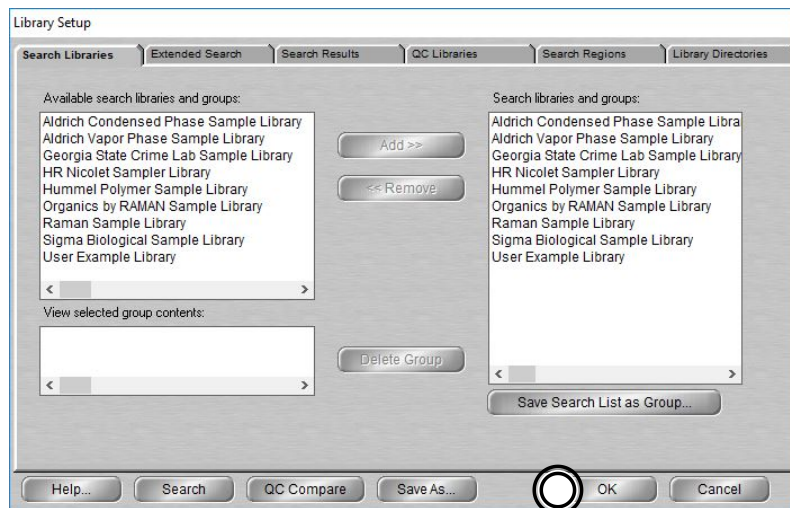 Library Setup
Search Libraries Extended Search Search Results QC Libraries Search Regions Library Directories
Available search libraries and groups:
Aldrich Condensed Phase Sample Library
Aldrich Vapor Phase Sample Library
Georgia State Crime Lab Sample Library
HR Nicolet Sampler Library
Hummel Polymer Sample Library
Organics by RAMAN Sample Library
Raman Sample Library
Sigma Biological Sample Library
User Example Library
View selected group contents:
Add >>
<< Remove
Delete Group
Search libraries and groups:
Aldrich Condensed Phase Sample Libra
Aldrich Vapor Phase Sample Library
Georgia State Crime Lab Sample Library
HR Nicolet Sampler Library
Hummel Polymer Sample Library
Organics by RAMAN Sample Library
Raman Sample Library
Sigma Biological Sample Library
User Example Library
Save Search List as Group...
Help... Search QC Compare Save As... OK Cancel